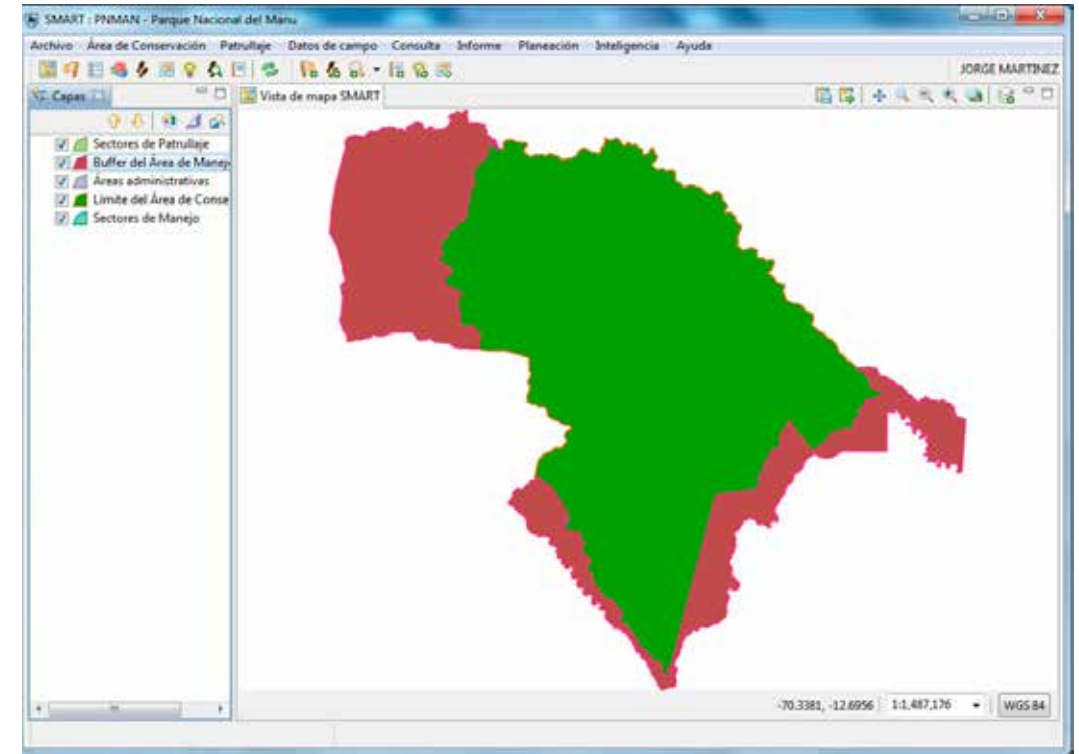 SMART : PNMAN - Parque Nacional del Manu
Archivo Área de Conservación Patrullaje Datos de campo Consulta Informe Planeación Inteligencia Ayuda
JORGE MARTINEZ
Capas
Vista de mapa SMART
Sectores de Patrullaje
Buffer del Área de Manej
Áreas administrativas
Limite del Área de Conse
Sectores de Manejo
-70.3381, -12.6956 1:1,487,176 WGS 84